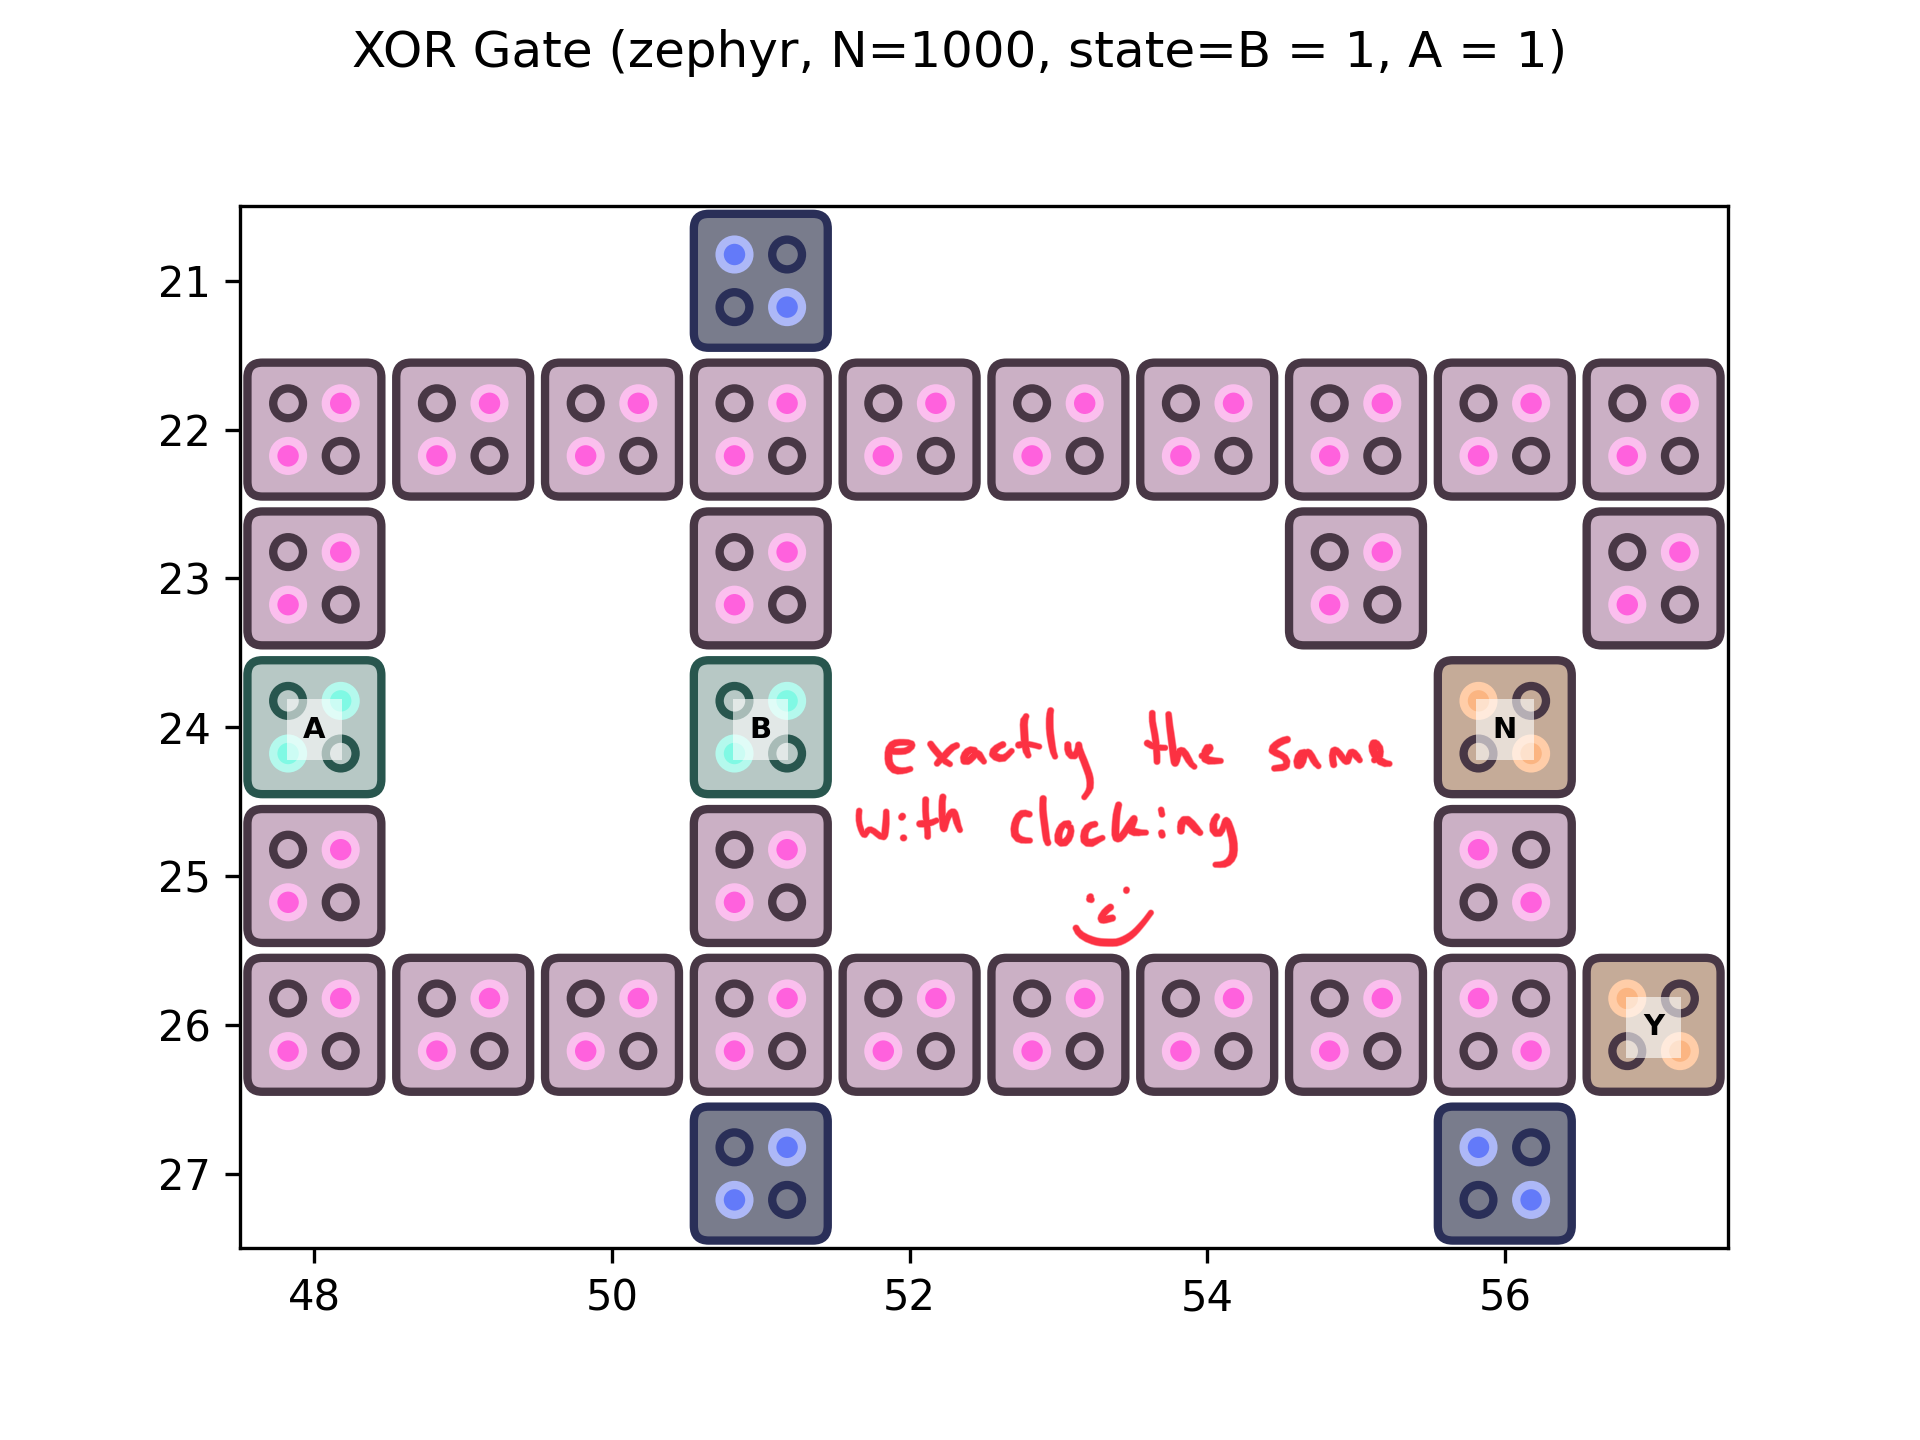 XOR Gate (zephyr, N=1000, state=B = 1, A = 1)
21
22
23
24
25
26
27
A
B
N
exactly the same
with clocking
Y
48
50
52
54
56